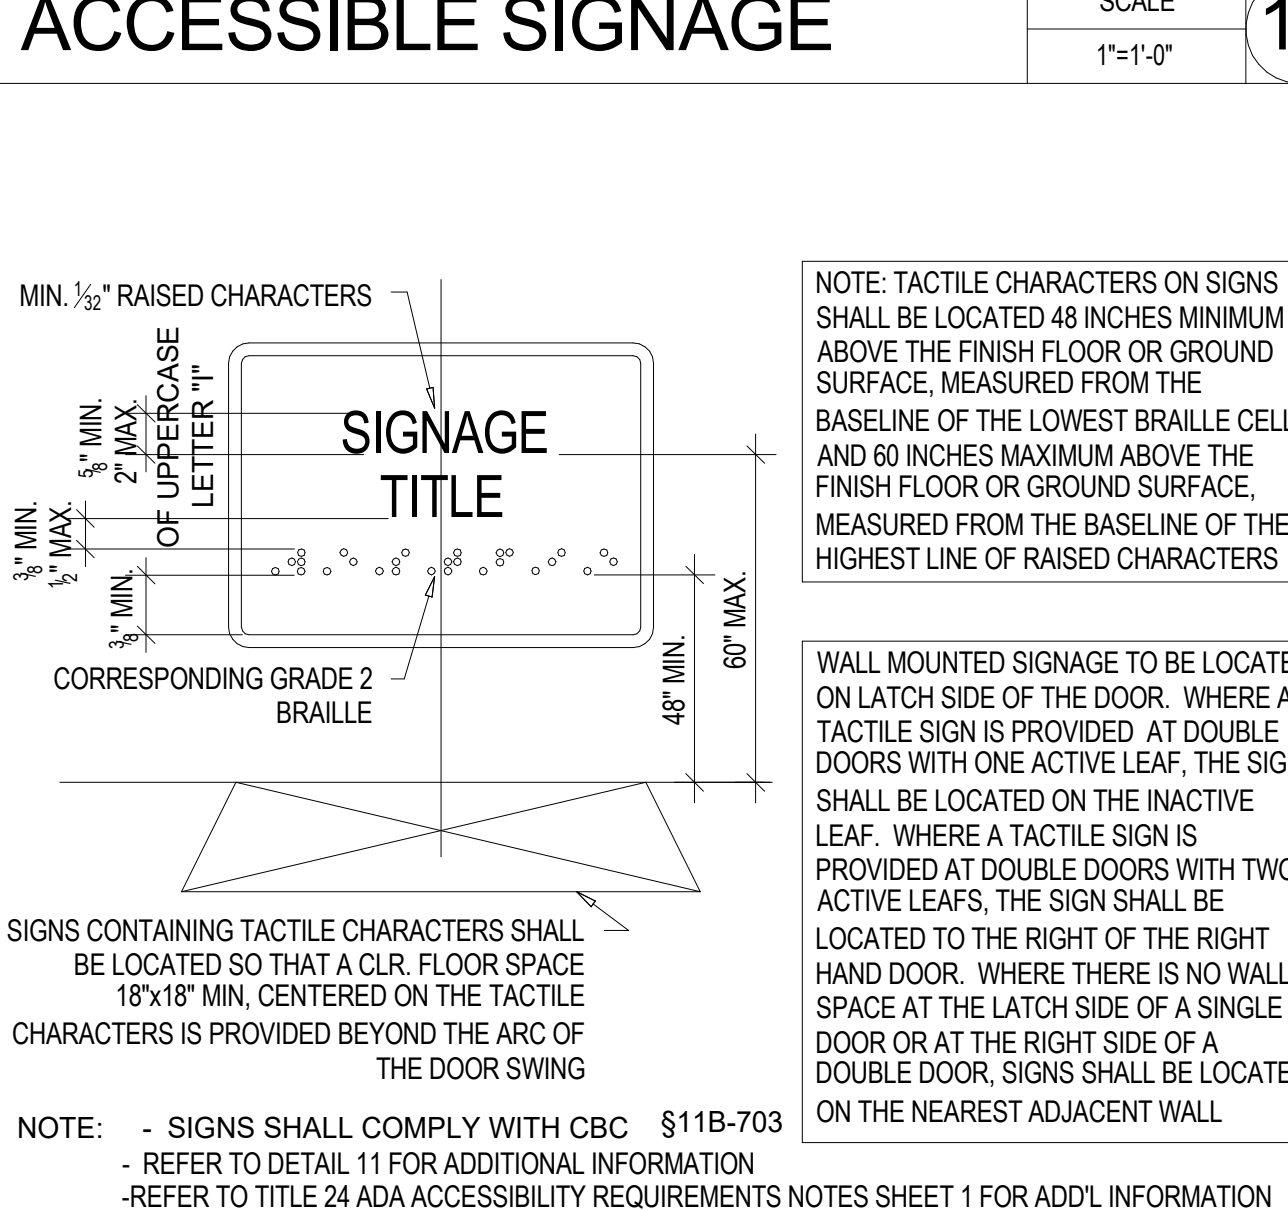 ACCESSIBLE SIGNAGE
SCALE
1"=1'-0"
1
MIN. 1/32" RAISED CHARACTERS
5/8" MIN.
2" MAX.
OF UPPERCASE
LETTER "I"
3/8" MIN.
1/2" MAX.
3/8" MIN.
SIGNAGE
TITLE
CORRESPONDING GRADE 2
BRAILLE
48" MIN.
60" MAX.
SIGNS CONTAINING TACTILE CHARACTERS SHALL
BE LOCATED SO THAT A CLR. FLOOR SPACE
18"x18" MIN, CENTERED ON THE TACTILE
CHARACTERS IS PROVIDED BEYOND THE ARC OF
THE DOOR SWING
NOTE: TACTILE CHARACTERS ON SIGNS
SHALL BE LOCATED 48 INCHES MINIMUM
ABOVE THE FINISH FLOOR OR GROUND
SURFACE, MEASURED FROM THE
BASELINE OF THE LOWEST BRAILLE CELL
AND 60 INCHES MAXIMUM ABOVE THE
FINISH FLOOR OR GROUND SURFACE,
MEASURED FROM THE BASELINE OF THE
HIGHEST LINE OF RAISED CHARACTERS
WALL MOUNTED SIGNAGE TO BE LOCATE
ON LATCH SIDE OF THE DOOR. WHERE A
TACTILE SIGN IS PROVIDED AT DOUBLE
DOORS WITH ONE ACTIVE LEAF, THE SIG
SHALL BE LOCATED ON THE INACTIVE
LEAF. WHERE A TACTILE SIGN IS
PROVIDED AT DOUBLE DOORS WITH TWO
ACTIVE LEAFS, THE SIGN SHALL BE
LOCATED TO THE RIGHT OF THE RIGHT
HAND DOOR. WHERE THERE IS NO WALL
SPACE AT THE LATCH SIDE OF A SINGLE
DOOR OR AT THE RIGHT SIDE OF A
DOUBLE DOOR, SIGNS SHALL BE LOCATE
ON THE NEAREST ADJACENT WALL
NOTE: - SIGNS SHALL COMPLY WITH CBC §11B-703
- REFER TO DETAIL 11 FOR ADDITIONAL INFORMATION
-REFER TO TITLE 24 ADA ACCESSIBILITY REQUIREMENTS NOTES SHEET 1 FOR ADD'L INFORMATION